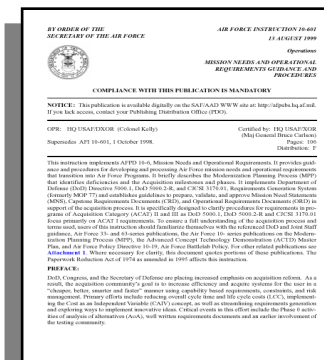 BY ORDER OF THE
SECRETARY OF THE AIR FORCE
AIR FORCE INSTRUCTION 10-601
13 AUGUST 1999
Operations
MISSION NEEDS AND OPERATIONAL
REQUIREMENTS GUIDANCE AND
PROCEDURES
COMPLIANCE WITH THIS PUBLICATION IS MANDATORY
NOTICE: This publication is available digitally on the SAF/AAD WWW site at: http://afpubs.hq.af.mil.
If you lack access, contact your Publishing Distribution Office (PDO).
OPR: HQ USAF/XOR (Colonel Kelly)
Supersedes AFI 10-601, 1 October 1998.
Certified by: HQ USAF/XOR
(Maj General Bruce Carlson)
Pages: 106
Distribution: F
This instruction implements AFPD 10-6, Mission Needs and Operational Requirements. It provides guid-
ance and procedures for developing and processing Air Force mission needs and operational requirements
that transition into Air Force programs. It briefly describes the Modernization Planning Process (MPP)
that identifies deficiencies and the Acquisition milestones and phases. It implements Department of
Defense (DoD) Directive 5000.1, DoD 5000.2-R, and CJCSI 3170.01, Requirements Generation System
(formerly MOP 77) and establishes guidelines to prepare, validate, and approve Mission Need Statements
(MNS), Capstone Requirements Documents (CRD), and Operational Requirements Documents (ORD) in
support of the acquisition process. It is specifically designed to clarify procedures for requirements in pro-
grams of Acquisition Category (ACAT) II and III as DoD 5000.1, DoD 5000.2-R and CJCSI 3170.01
focus primarily on ACAT I requirements. To ensure a full understanding of the acquisition process and
terms used, users of this instruction should familiarize themselves with the referenced DoD and Joint Staff
guidance, Air Force 33- and 63-series publications, the Air Force 10- series publications on the Modern-
ization Planning Process (MPP), the Advanced Concept Technology Demonstration (ACTD) Master
Plan, and Air Force Policy Directive 10-19, Air Force Battlelab Policy. For other related publications see
Attachment 1. Where necessary for clarity, this document quotes portions of these publications. The
Paperwork Reduction Act of 1974 as amended in 1995 affects this instruction.
PREFACE:
DoD, Congress, and the Secretary of Defense are placing increased emphasis on acquisition reform. As a
result, the acquisition community's goal is to increase efficiency and acquire systems for the user in a
"cheaper, better, smarter and faster" manner using capability based requirements, constraints, and risk
management. Primary efforts include reducing overall cycle time and life cycle costs (LCC), implement-
ing the Cost as an Independent Variable (CAIV) concept, as well as streamlining requirements generation
and exploring ways to implement innovative ideas. Critical events in this effort include the Phase 0 activ-
ities of analysis of alternatives (AoA), well written requirements documents and an earlier involvement of
the testing community.